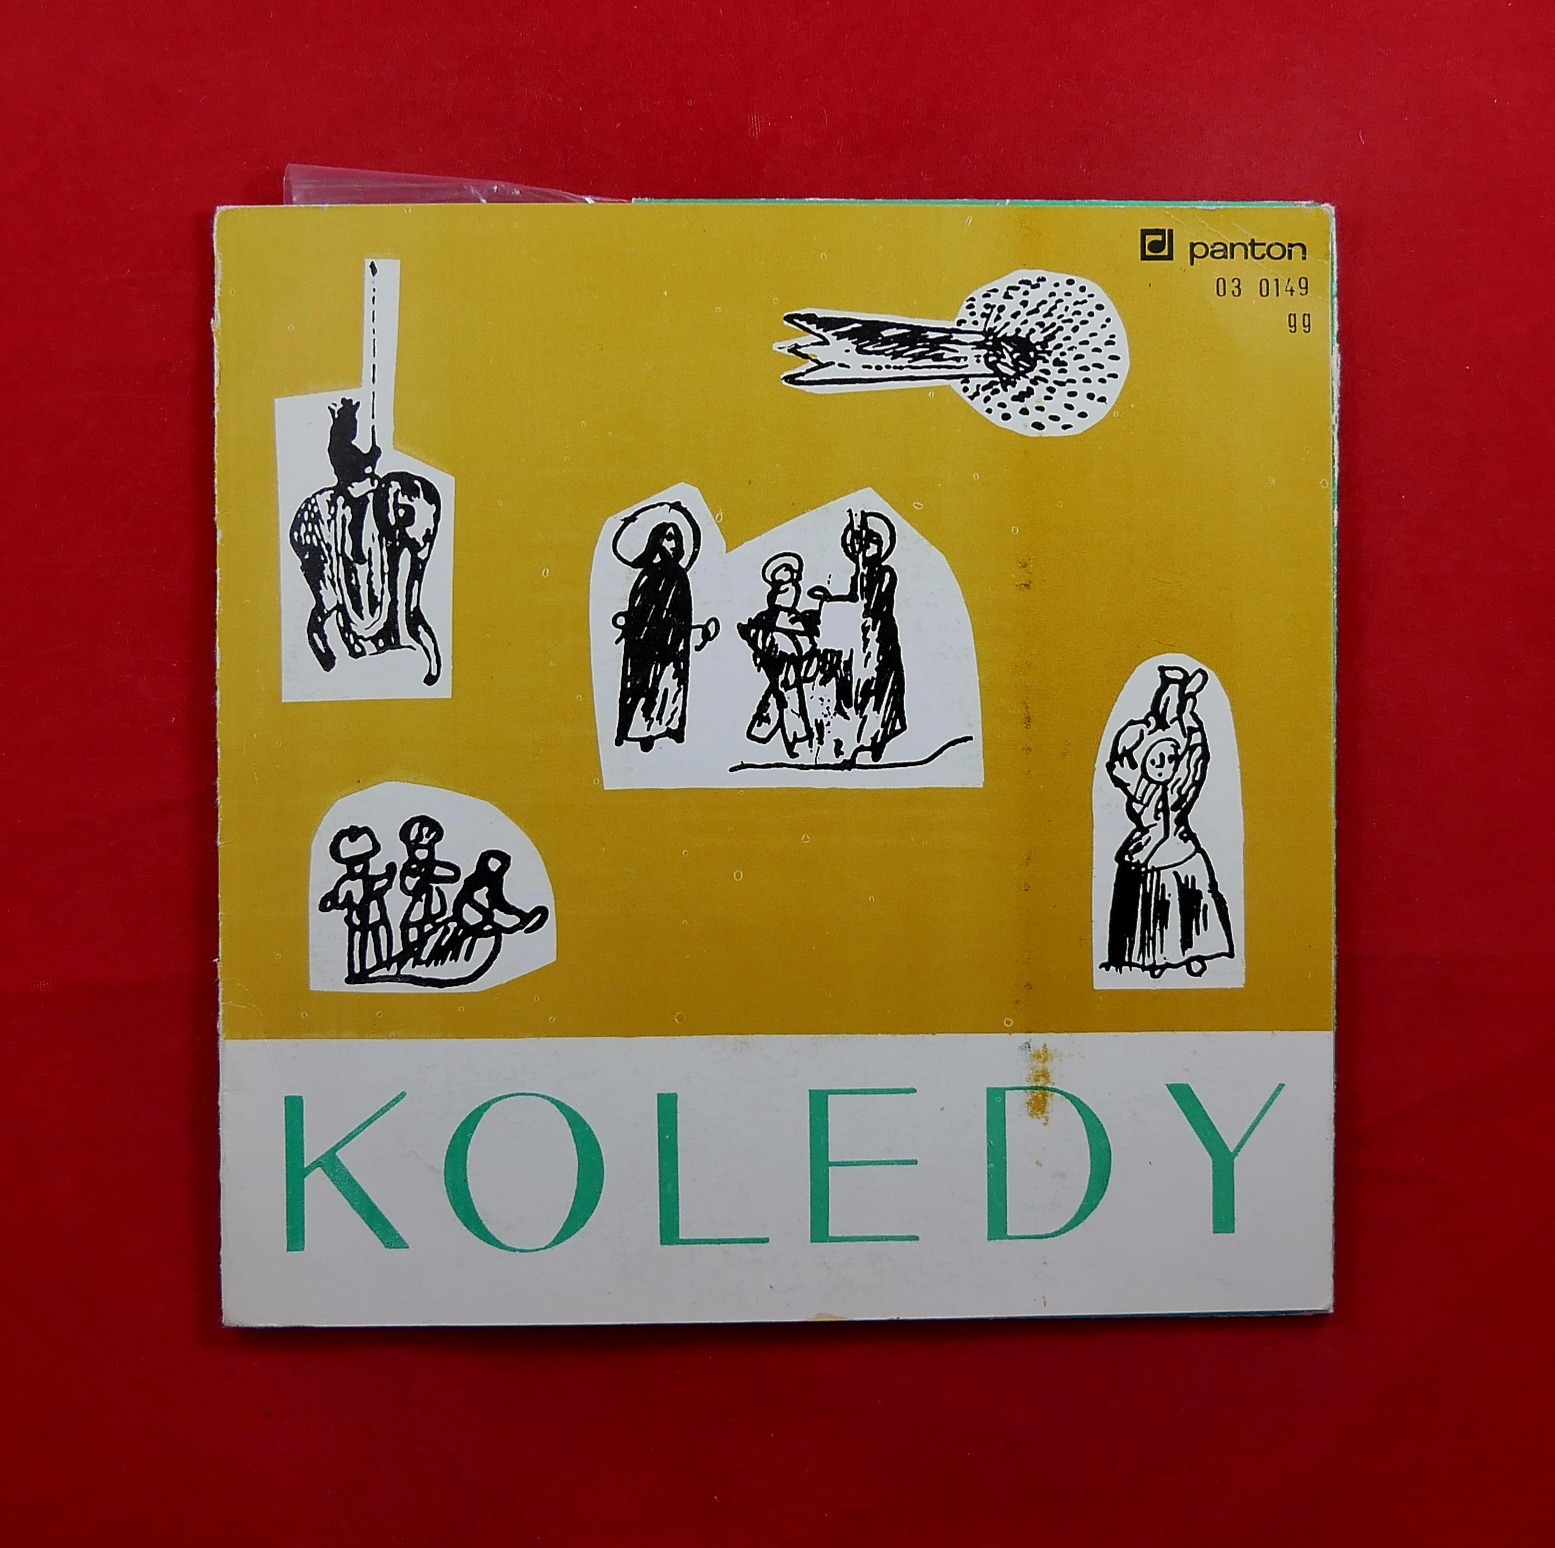 panton
03 0149
gg
KOLEDY